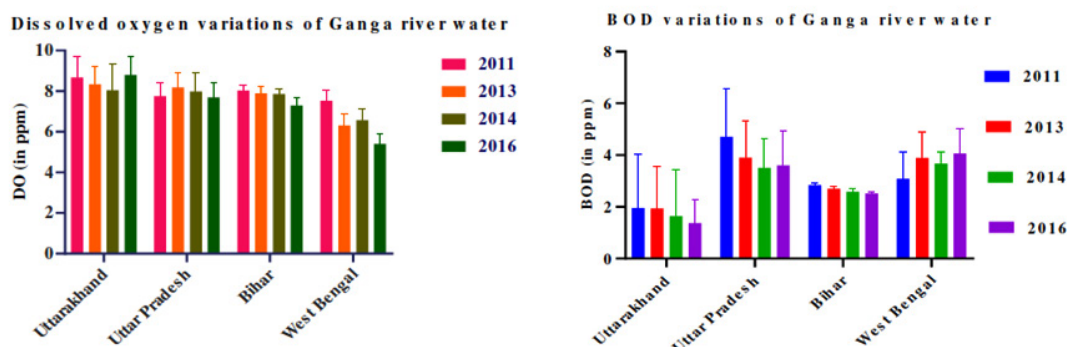 Dissolved oxygen variations of Ganga river water
DO (in ppm)
10
8
6
4
2
0
Uttarakhand
Uttar Pradesh
Bihar
West Bengal
2011
2013
2014
2016
BOD variations of Ganga river water
BOD (in ppm)
8
6
4
2
0
Uttarakhand
Uttar Pradesh
Bihar
West Bengal
2011
2013
2014
2016